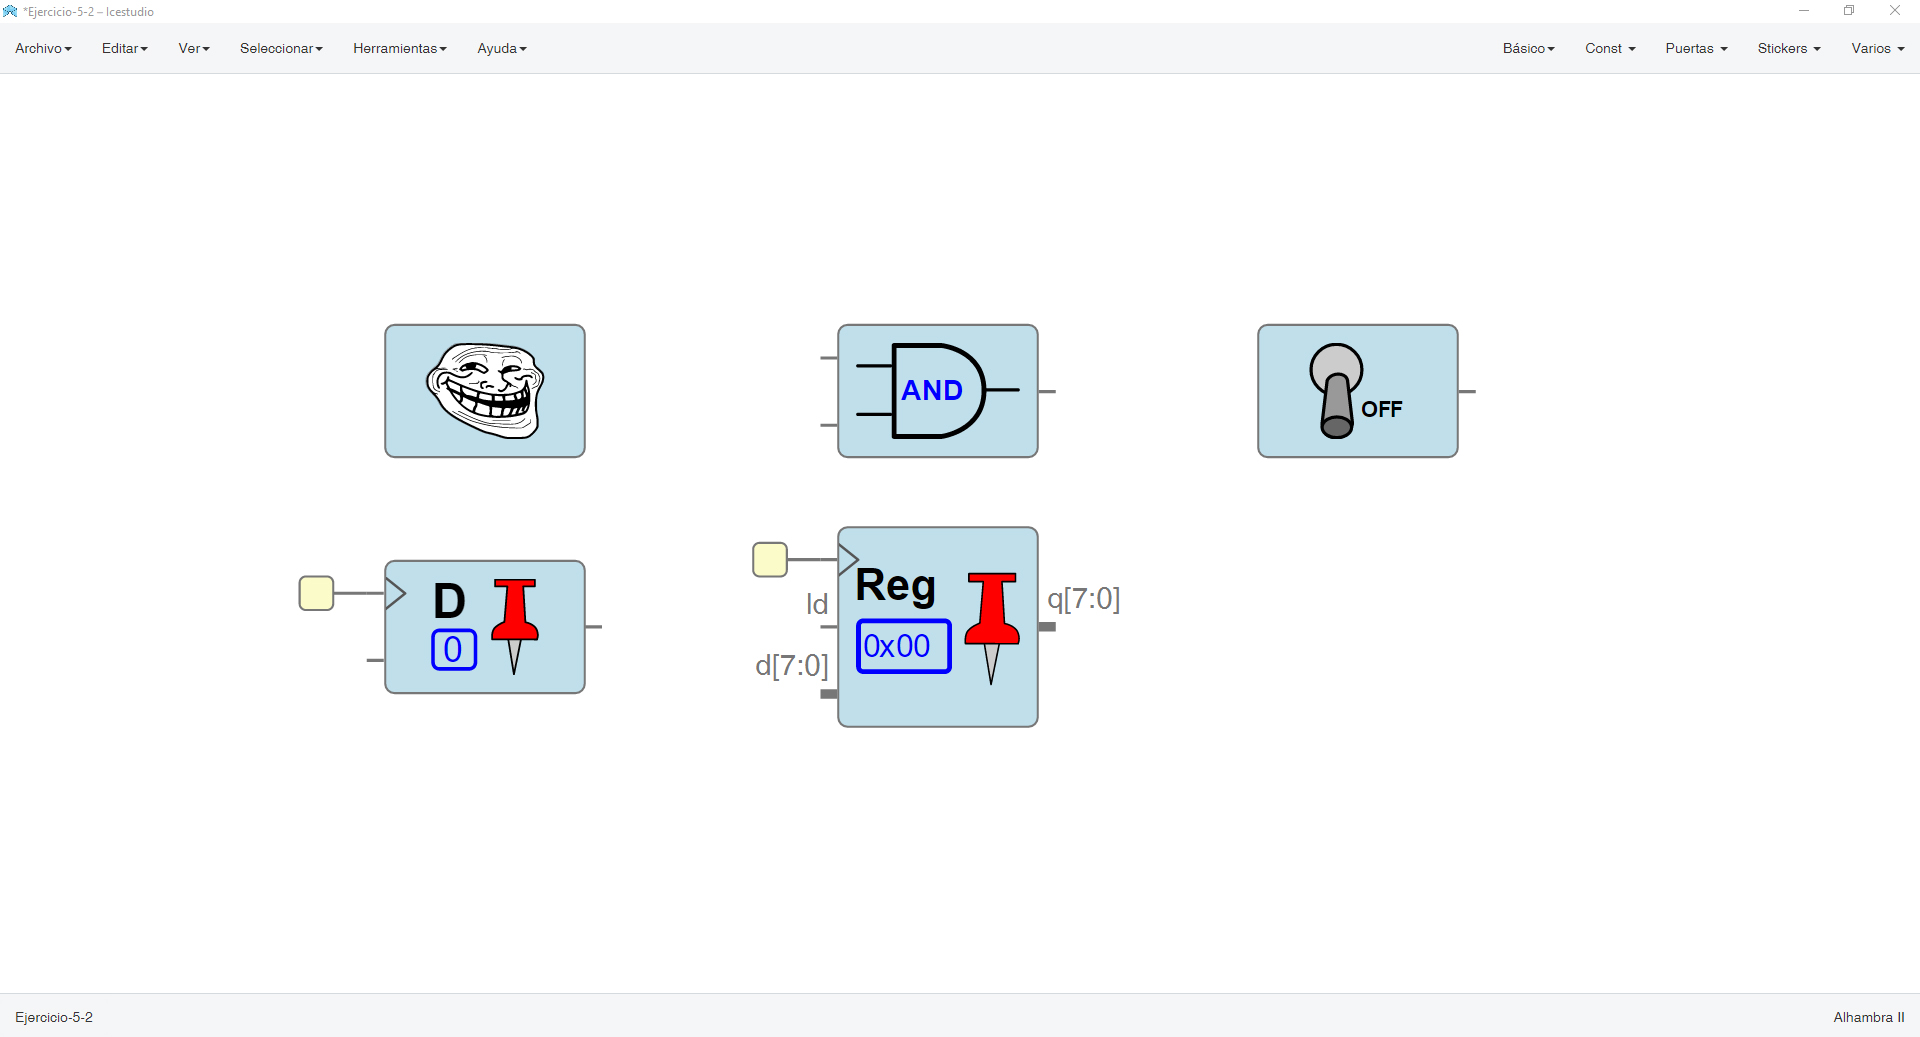 *Ejercicio-5-2 – Icestudio
Archivo Editar Ver Seleccionar Herramientas Ayuda Básico Const Puertas Stickers Varios
AND
OFF
D
0
Reg
ld
0x00
q[7:0]
d[7:0]
Ejercicio-5-2
Alhambra II